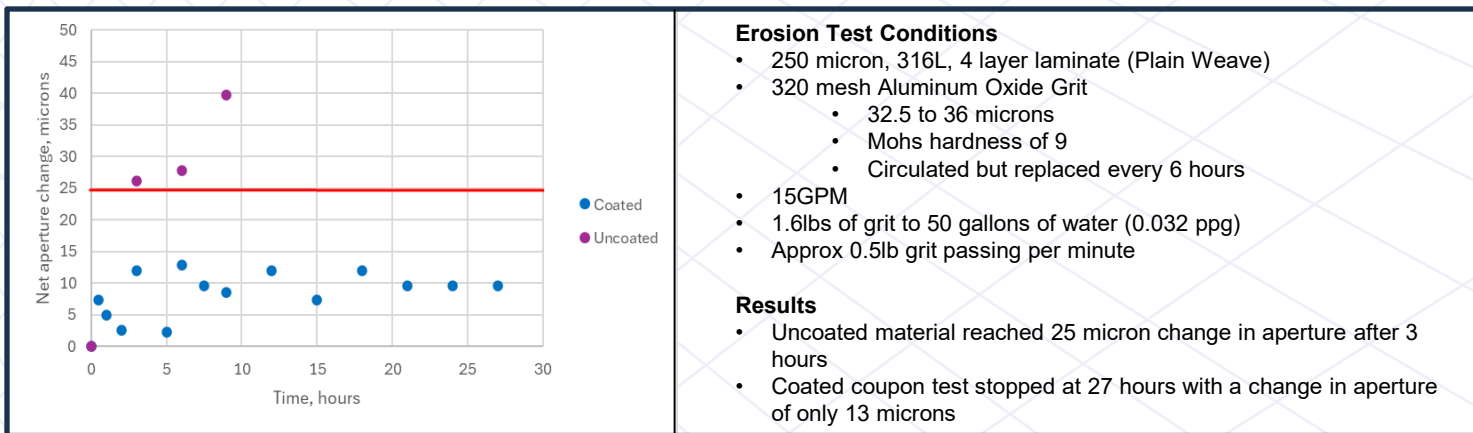 50
45
40
35
30
25
20
15
10
5
0
Net aperture change, microns
0 5 10 15 20 25 30
Time, hours
Coated
Uncoated
Erosion Test Conditions
• 250 micron, 316L, 4 layer laminate (Plain Weave)
• 320 mesh Aluminum Oxide Grit
• 32.5 to 36 microns
• Mohs hardness of 9
• Circulated but replaced every 6 hours
• 15GPM
• 1.6lbs of grit to 50 gallons of water (0.032 ppg)
• Approx 0.5lb grit passing per minute
Results
• Uncoated material reached 25 micron change in aperture after 3
hours
• Coated coupon test stopped at 27 hours with a change in aperture
of only 13 microns